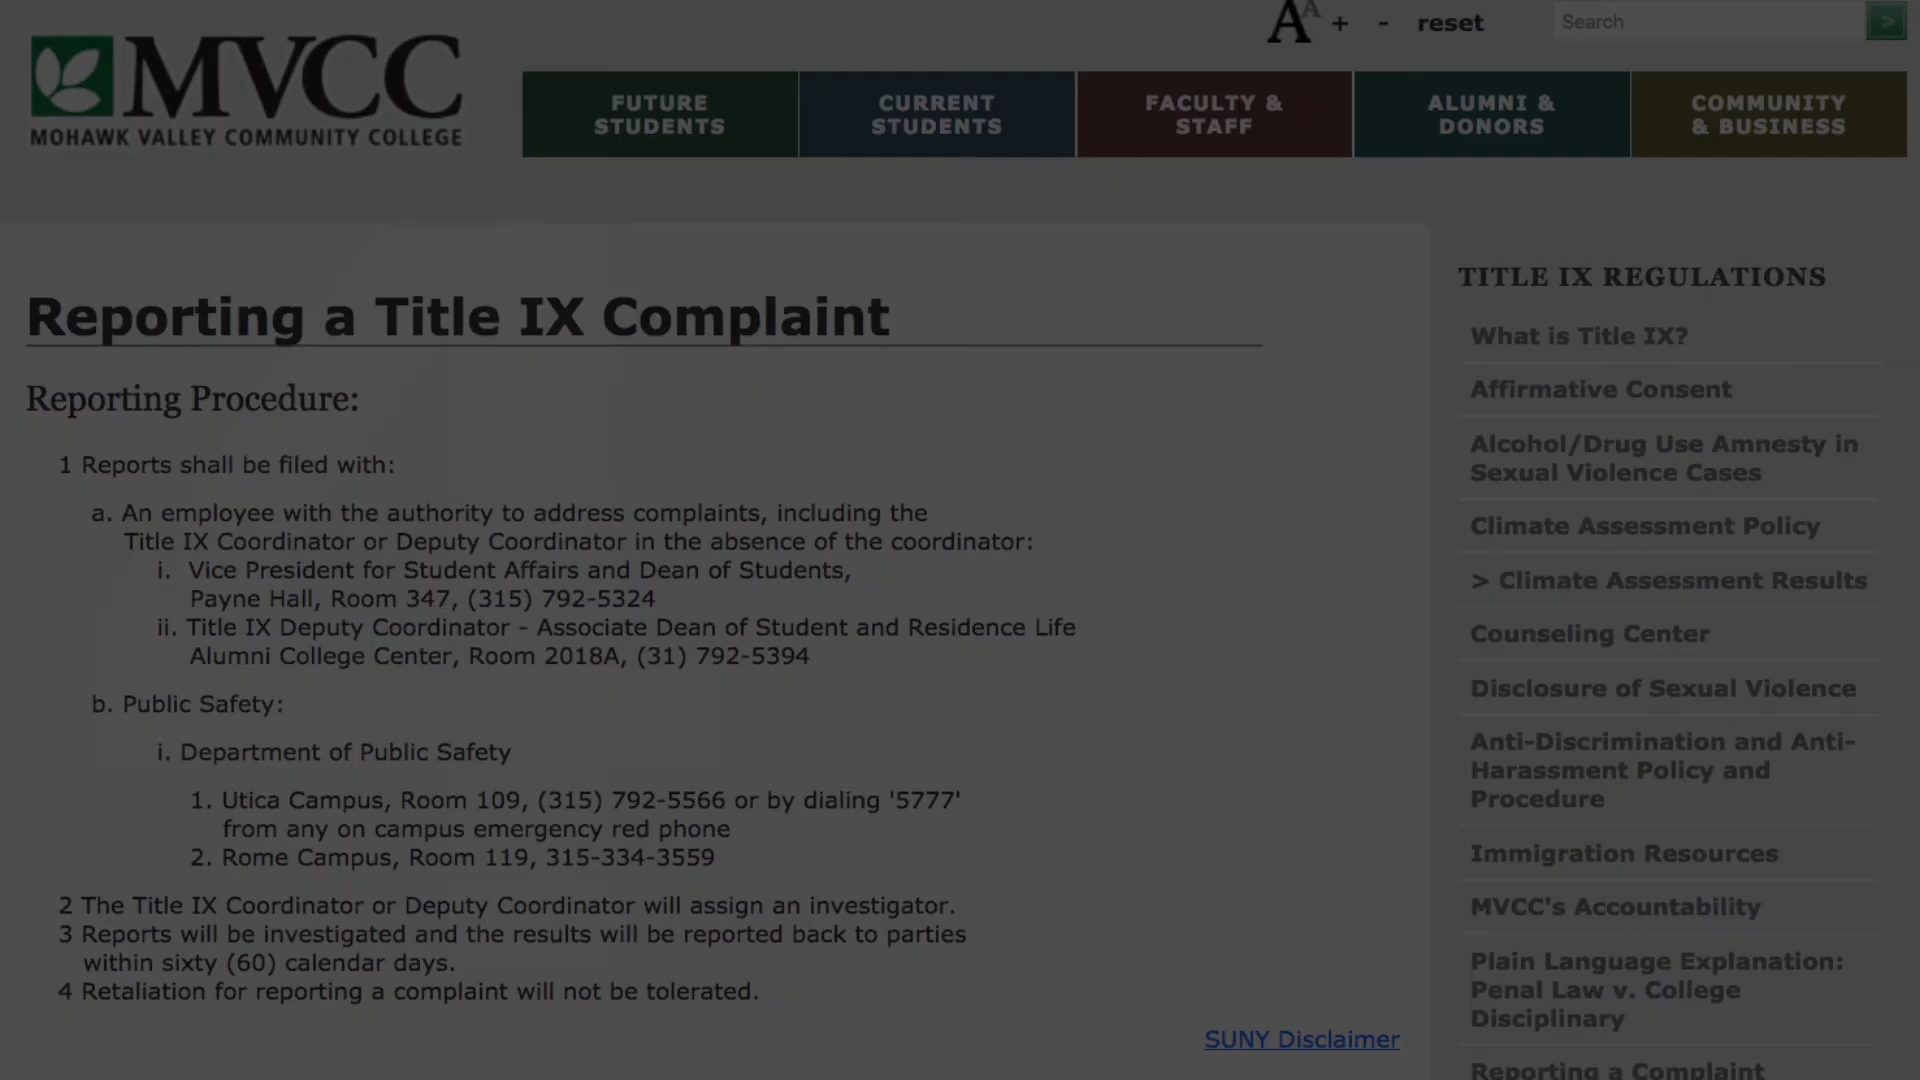 A A + - reset
Search >
MVCC
MOHAWK VALLEY COMMUNITY COLLEGE
FUTURE
STUDENTS
CURRENT
STUDENTS
FACULTY &
STAFF
ALUMNI &
DONORS
COMMUNITY
& BUSINESS
Reporting a Title IX Complaint
Reporting Procedure:
1 Reports shall be filed with:
a. An employee with the authority to address complaints, including the
Title IX Coordinator or Deputy Coordinator in the absence of the coordinator:
i. Vice President for Student Affairs and Dean of Students,
Payne Hall, Room 347, (315) 792-5324
ii. Title IX Deputy Coordinator - Associate Dean of Student and Residence Life
Alumni College Center, Room 2018A, (31) 792-5394
b. Public Safety:
i. Department of Public Safety
1. Utica Campus, Room 109, (315) 792-5566 or by dialing '5777'
from any on campus emergency red phone
2. Rome Campus, Room 119, 315-334-3559
2 The Title IX Coordinator or Deputy Coordinator will assign an investigator.
3 Reports will be investigated and the results will be reported back to parties
within sixty (60) calendar days.
4 Retaliation for reporting a complaint will not be tolerated.
SUNY Disclaimer
TITLE IX REGULATIONS
What is Title IX?
Affirmative Consent
Alcohol/Drug Use Amnesty in
Sexual Violence Cases
Climate Assessment Policy
> Climate Assessment Results
Counseling Center
Disclosure of Sexual Violence
Anti-Discrimination and Anti-
Harassment Policy and
Procedure
Immigration Resources
MVCC's Accountability
Plain Language Explanation:
Penal Law v. College
Disciplinary
Reporting a Complaint